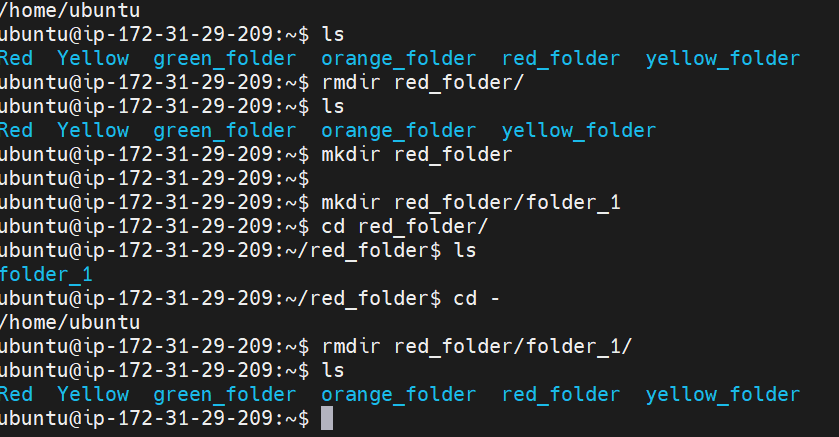 /home/ubuntu
ubuntu@ip-172-31-29-209:~$ ls
Red  Yellow  green_folder  orange_folder  red_folder  yellow_folder
ubuntu@ip-172-31-29-209:~$ rmdir red_folder/
ubuntu@ip-172-31-29-209:~$ ls
Red  Yellow  green_folder  orange_folder  yellow_folder
ubuntu@ip-172-31-29-209:~$ mkdir red_folder
ubuntu@ip-172-31-29-209:~$
ubuntu@ip-172-31-29-209:~$ mkdir red_folder/folder_1
ubuntu@ip-172-31-29-209:~$ cd red_folder/
ubuntu@ip-172-31-29-209:~/red_folder$ ls
folder_1
ubuntu@ip-172-31-29-209:~/red_folder$ cd -
/home/ubuntu
ubuntu@ip-172-31-29-209:~$ rmdir red_folder/folder_1/
ubuntu@ip-172-31-29-209:~$ ls
Red  Yellow  green_folder  orange_folder  red_folder  yellow_folder
ubuntu@ip-172-31-29-209:~$